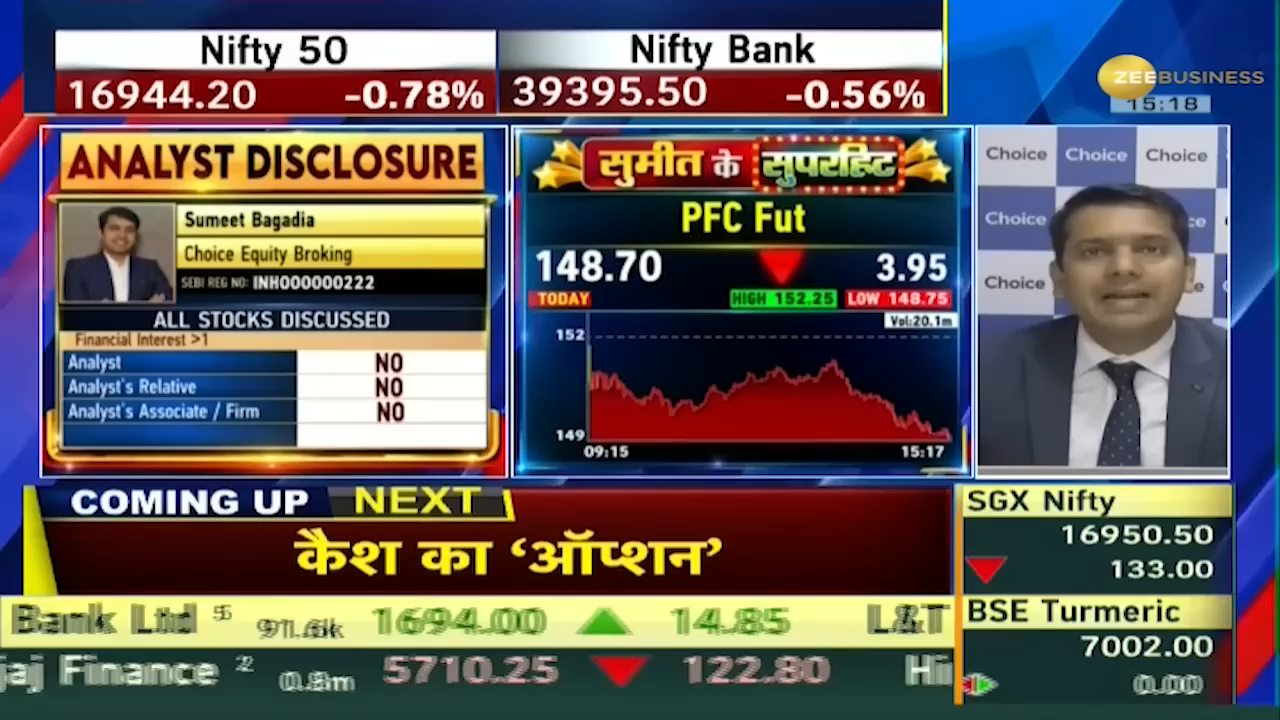 Nifty 50
16944.20 -0.78%
Nifty Bank
39395.50 -0.56%
ZEEBUSINESS
15:18
ANALYST DISCLOSURE
Sumeet Bagadia
Choice Equity Broking
SEBI REG NO: INH000000222
ALL STOCKS DISCUSSED
Financial Interest >1
Analyst NO
Analyst's Relative NO
Analyst's Associate / Firm NO
सुमीत के सुपरहिट
PFC Fut
148.70 3.95
TODAY HIGH 152.25 LOW 148.75
Vol:20.1m
152
149
09:15 15:17
Choice Choice Choice
Choice
Choice
COMING UP NEXT
कैश का ‘ऑप्शन’
SGX Nifty
16950.50
133.00
BSE Turmeric
7002.00
0.00
Bank Ltd 1694.00 14.85 L&T
jaj Finance 0.8m 5710.25 122.80 Hi